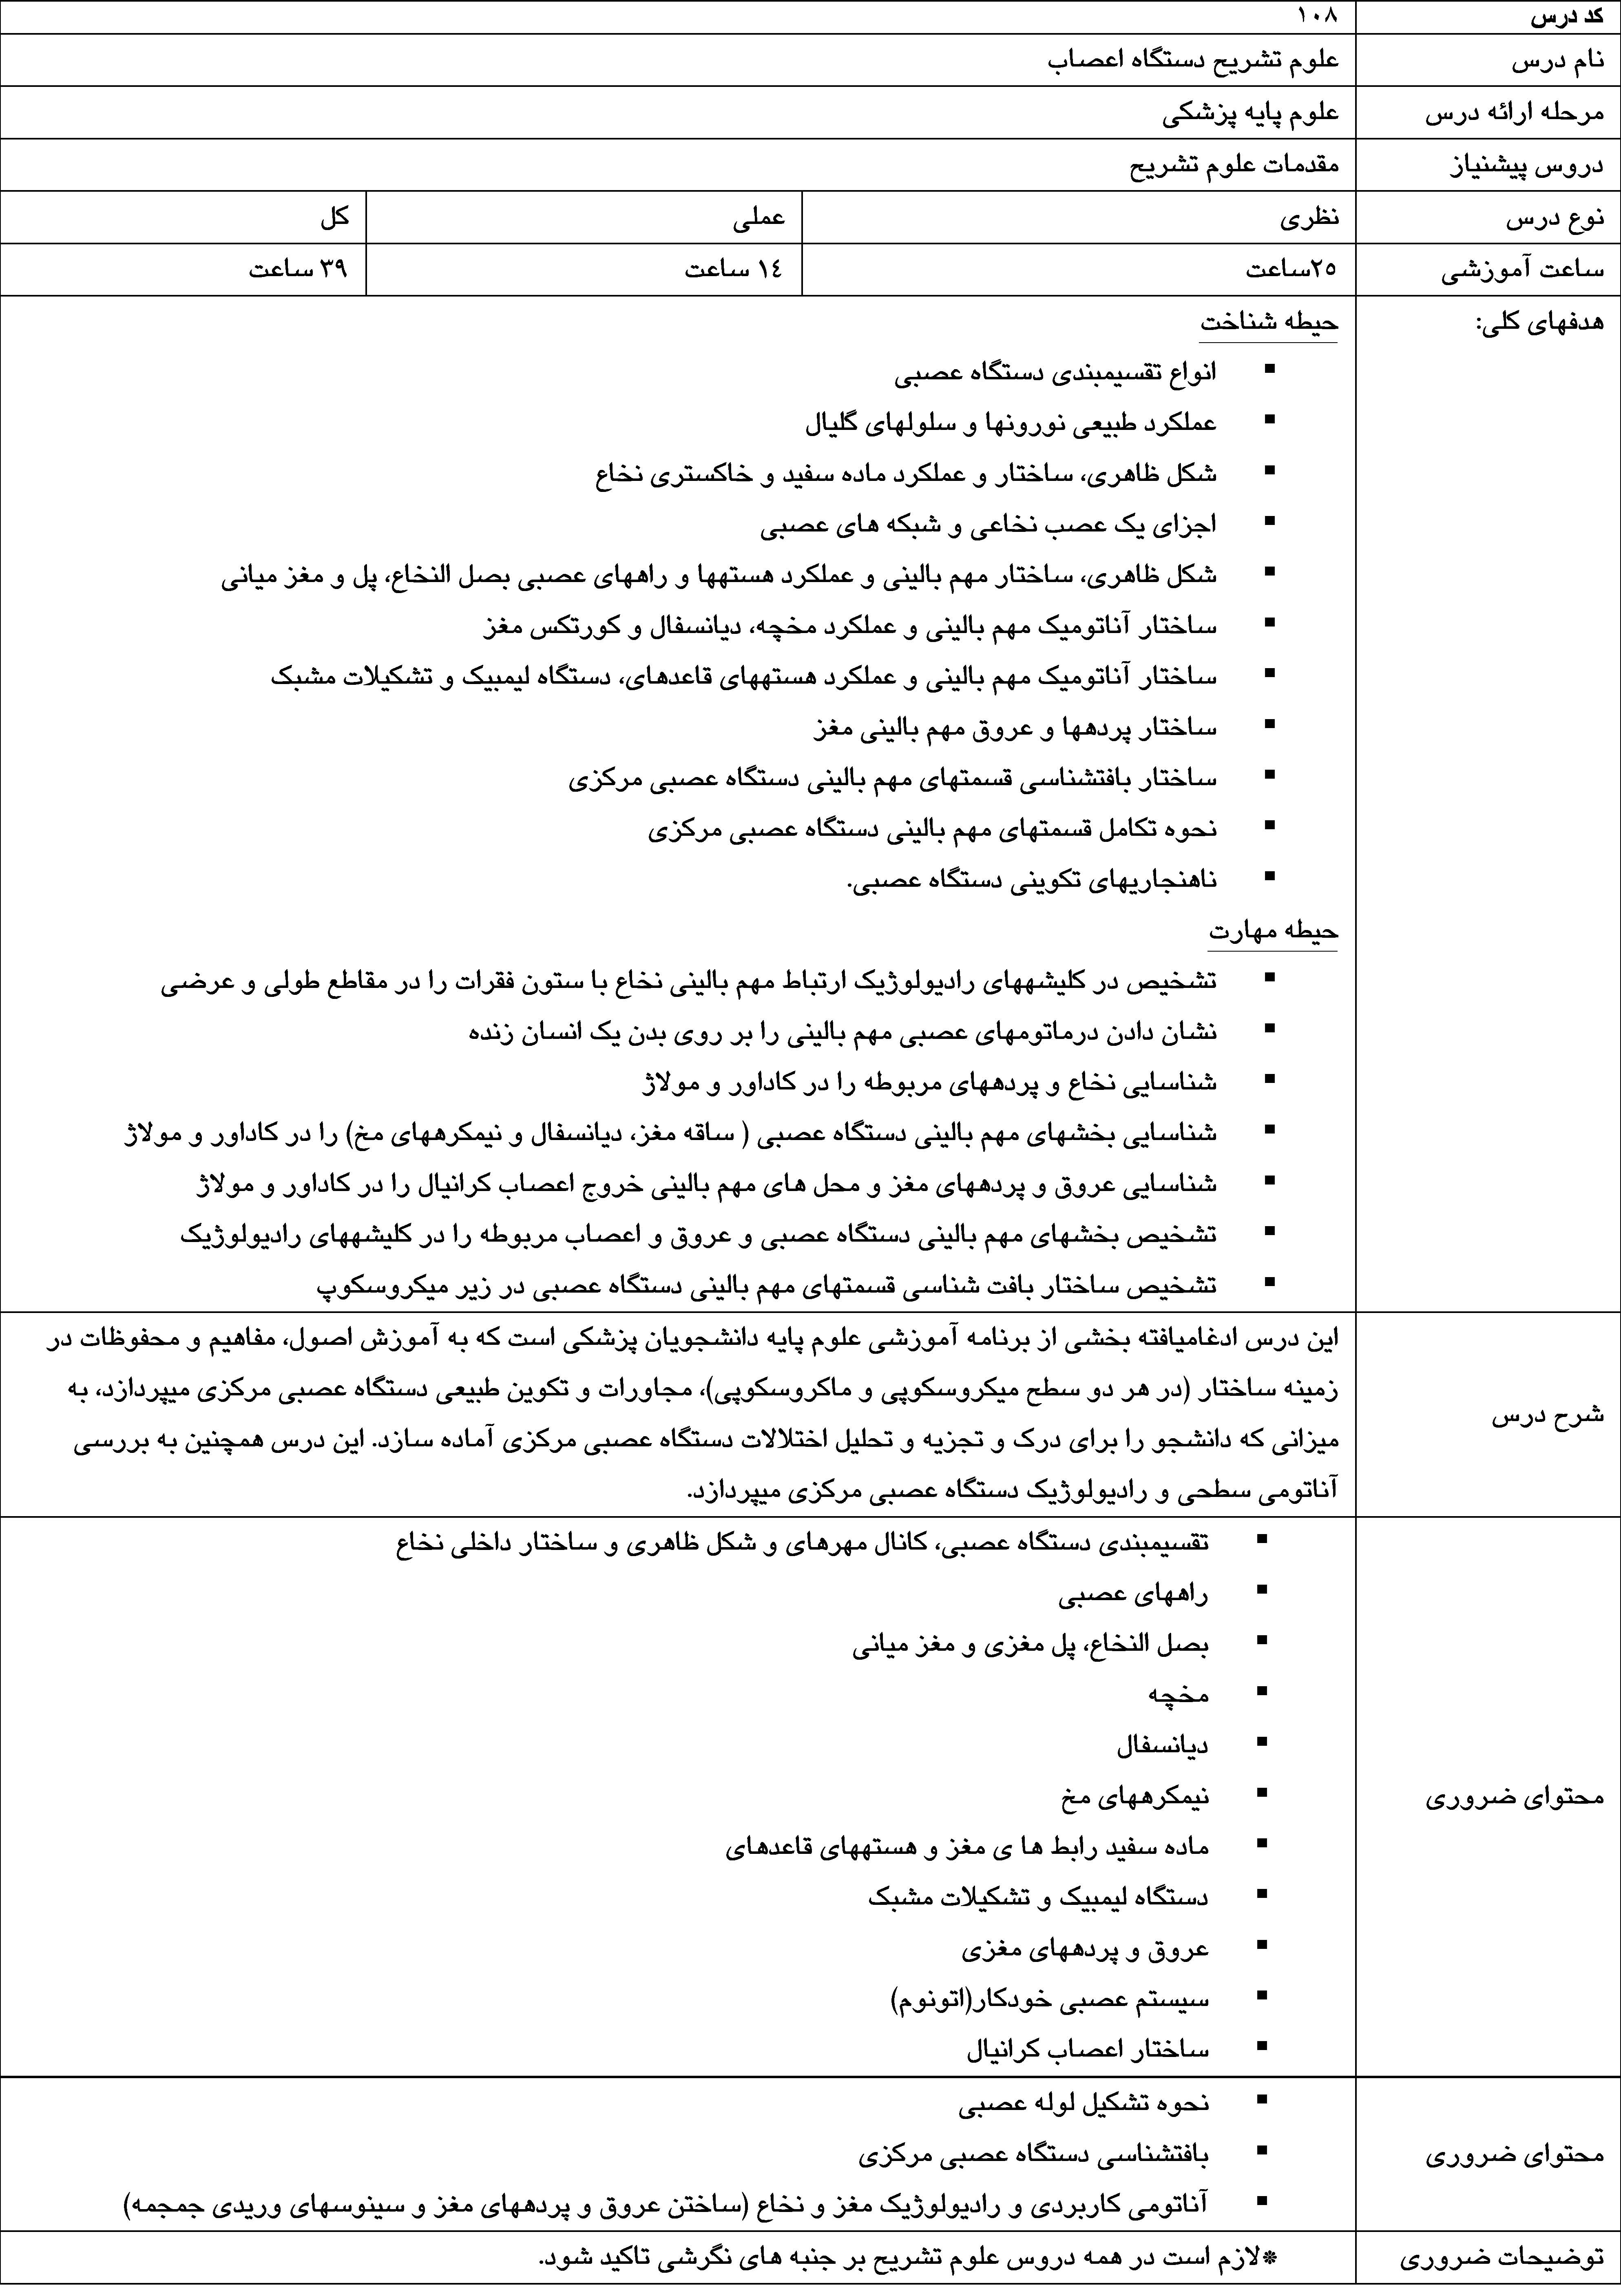 کد درس ۱۰۸
نام درس علوم تشریح دستگاه اعصاب
مرحله ارائه درس علوم پایه پزشکی
دروس پیشنیاز مقدمات علوم تشریح
نوع درس نظری عملی کل
ساعت آموزشی ۲۵ساعت ۱٤ ساعت ۳۹ ساعت
هدفهای کلی: حیطه شناخت
▪ انواع تقسیمبندی دستگاه عصبی
▪ عملکرد طبیعی نورونها و سلولهای گلیال
▪ شکل ظاهری، ساختار و عملکرد ماده سفید و خاکستری نخاع
▪ اجزای یک عصب نخاعی و شبکه های عصبی
▪ شکل ظاهری، ساختار مهم بالینی و عملکرد هستهها و راههای عصبی بصل النخاع، پل و مغز میانی
▪ ساختار آناتومیک مهم بالینی و عملکرد مخچه، دیانسفال و کورتکس مغز
▪ ساختار آناتومیک مهم بالینی و عملکرد هستههای قاعدهای، دستگاه لیمبیک و تشکیلات مشبک
▪ ساختار پردهها و عروق مهم بالینی مغز
▪ ساختار بافتشناسی قسمتهای مهم بالینی دستگاه عصبی مرکزی
▪ نحوه تکامل قسمتهای مهم بالینی دستگاه عصبی مرکزی
▪ ناهنجاریهای تکوینی دستگاه عصبی.
حیطه مهارت
▪ تشخیص در کلیشههای رادیولوژیک ارتباط مهم بالینی نخاع با ستون فقرات را در مقاطع طولی و عرضی
▪ نشان دادن درماتومهای عصبی مهم بالینی را بر روی بدن یک انسان زنده
▪ شناسایی نخاع و پردههای مربوطه را در کاداور و مولاژ
▪ شناسایی بخشهای مهم بالینی دستگاه عصبی ( ساقه مغز، دیانسفال و نیمکرههای مخ) را در کاداور و مولاژ
▪ شناسایی عروق و پردههای مغز و محل های مهم بالینی خروج اعصاب کرانیال را در کاداور و مولاژ
▪ تشخیص بخشهای مهم بالینی دستگاه عصبی و عروق و اعصاب مربوطه را در کلیشههای رادیولوژیک
▪ تشخیص ساختار بافت شناسی قسمتهای مهم بالینی دستگاه عصبی در زیر میکروسکوپ
شرح درس
این درس ادغامیافته بخشی از برنامه آموزشی علوم پایه دانشجویان پزشکی است که به آموزش اصول، مفاهیم و محفوظات در
زمینه ساختار (در هر دو سطح میکروسکوپی و ماکروسکوپی)، مجاورات و تکوین طبیعی دستگاه عصبی مرکزی میپردازد، به
میزانی که دانشجو را برای درک و تجزیه و تحلیل اختلالات دستگاه عصبی مرکزی آماده سازد. این درس همچنین به بررسی
آناتومی سطحی و رادیولوژیک دستگاه عصبی مرکزی میپردازد.
محتوای ضروری
▪ تقسیمبندی دستگاه عصبی، کانال مهرهای و شکل ظاهری و ساختار داخلی نخاع
▪ راههای عصبی
▪ بصل النخاع، پل مغزی و مغز میانی
▪ مخچه
▪ دیانسفال
▪ نیمکرههای مخ
▪ ماده سفید رابط ها ی مغز و هستههای قاعدهای
▪ دستگاه لیمبیک و تشکیلات مشبک
▪ عروق و پردههای مغزی
▪ سیستم عصبی خودکار(اتونوم)
▪ ساختار اعصاب کرانیال
محتوای ضروری
▪ نحوه تشکیل لوله عصبی
▪ بافتشناسی دستگاه عصبی مرکزی
▪ آناتومی کاربردی و رادیولوژیک مغز و نخاع (ساختن عروق و پردههای مغز و سینوسهای وریدی جمجمه)
توضیحات ضروری *لازم است در همه دروس علوم تشریح بر جنبه های نگرشی تاکید شود.